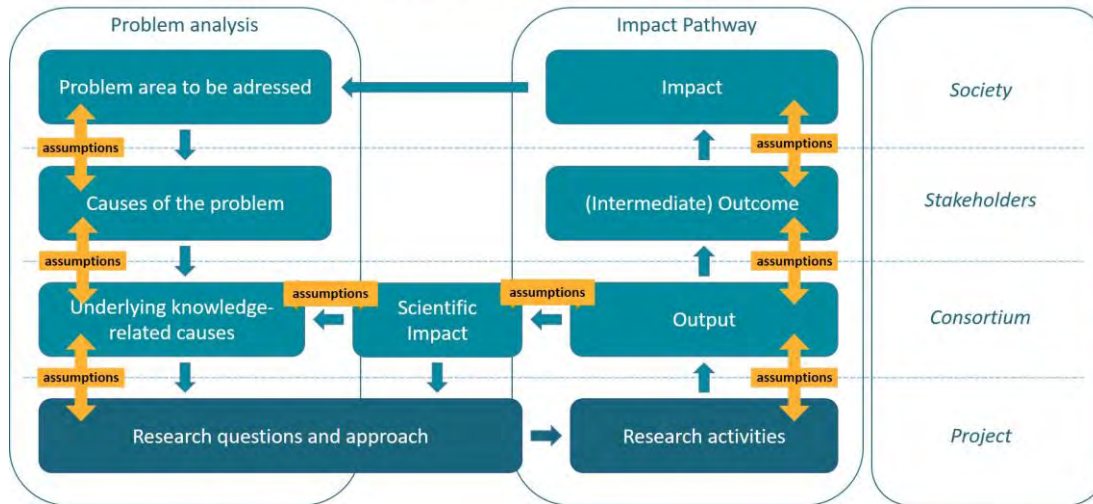 Problem analysis
Impact Pathway
Problem area to be adressed
Impact
Society
assumptions
assumptions
Causes of the problem
(Intermediate) Outcome
Stakeholders
assumptions
assumptions
assumptions
assumptions
Underlying knowledge-
related causes
Scientific
Impact
Output
Consortium
assumptions
assumptions
Research questions and approach
Research activities
Project